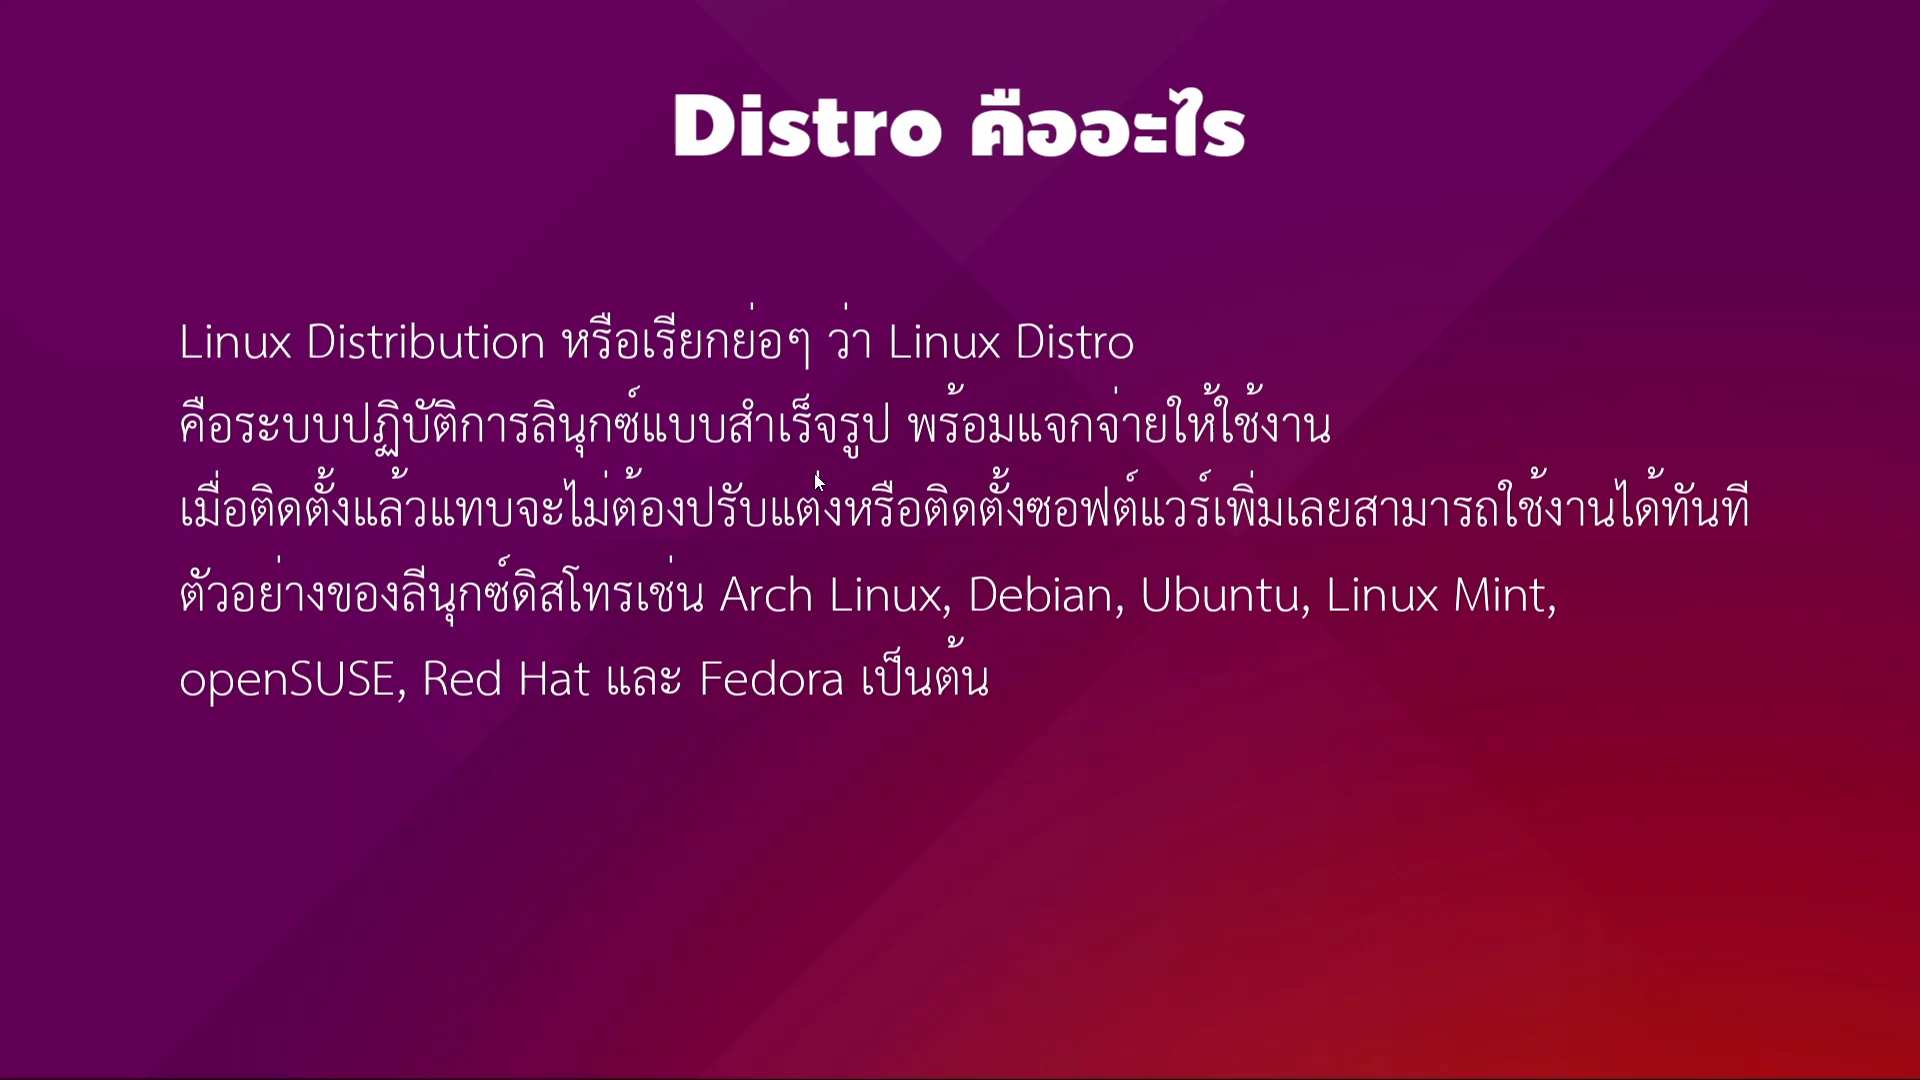 Distro คืออะไร
Linux Distribution หรือเรียกย่อๆ ว่า Linux Distro
คือระบบปฏิบัติการลินุกซ์แบบสำเร็จรูป พร้อมแจกจ่ายให้ใช้งาน
เมื่อติดตั้งแล้วแทบจะไม่ต้องปรับแต่งหรือติดตั้งซอฟต์แวร์เพิ่มเลยสามารถใช้งานได้ทันที
ตัวอย่างของลีนุกซ์ดิสโทรเช่น Arch Linux, Debian, Ubuntu, Linux Mint,
openSUSE, Red Hat และ Fedora เป็นต้น